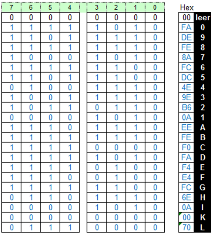 7 6 5 4 3 2 1 0 Hex
0 0 0 0 0 0 0 0 00 leer
1 1 1 1 1 0 1 0 FA 0
1 1 0 1 1 1 1 0 DE 9
1 1 1 1 1 1 1 0 FE 8
1 0 0 0 1 0 1 0 8A 7
1 1 1 1 1 1 0 0 FC 6
1 1 0 1 1 1 0 0 DC 5
0 1 0 0 1 1 1 0 4E 4
1 0 0 1 1 1 1 0 9E 3
1 0 1 1 0 1 1 0 B6 2
0 0 0 0 1 0 1 0 0A 1
1 1 1 0 1 1 1 0 EE A
1 1 1 1 1 1 1 0 FE B
1 1 1 1 0 0 0 0 F0 C
1 1 1 1 1 0 1 0 FA D
1 1 1 1 0 1 0 0 F4 E
1 1 1 0 0 1 0 0 E4 F
1 1 1 1 1 1 0 0 FC G
0 1 1 0 1 1 1 0 6E H
0 0 0 0 1 0 1 0 0A I
0 0 0 0 0 0 0 0 00 K
0 1 1 1 0 0 0 0 70 L